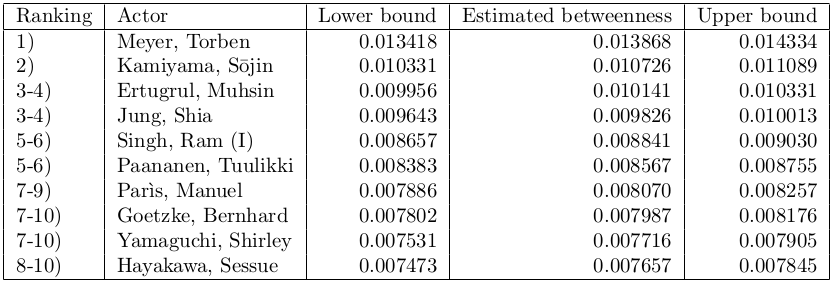 Ranking Actor Lower bound Estimated betweenness Upper bound
1) Meyer, Torben 0.013418 0.013868 0.014334
2) Kamiyama, Sōjin 0.010331 0.010726 0.011089
3-4) Ertugrul, Muhsin 0.009956 0.010141 0.010331
3-4) Jung, Shia 0.009643 0.009826 0.010013
5-6) Singh, Ram (I) 0.008657 0.008841 0.009030
5-6) Paananen, Tuulikki 0.008383 0.008567 0.008755
7-9) Parìs, Manuel 0.007886 0.008070 0.008257
7-10) Goetzke, Bernhard 0.007802 0.007987 0.008176
7-10) Yamaguchi, Shirley 0.007531 0.007716 0.007905
8-10) Hayakawa, Sessue 0.007473 0.007657 0.007845